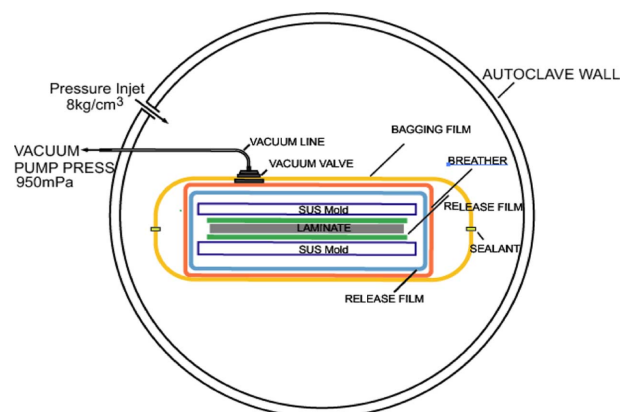 Pressure Injet
8kg/cm³
AUTOCLAVE WALL
VACUUM
PUMP PRESS
950mPa
VACUUM LINE
VACUUM VALVE
BAGGING FILM
BREATHER
RELEASE FILM
SUS Mold
LAMINATE
SUS Mold
SEALANT
RELEASE FILM